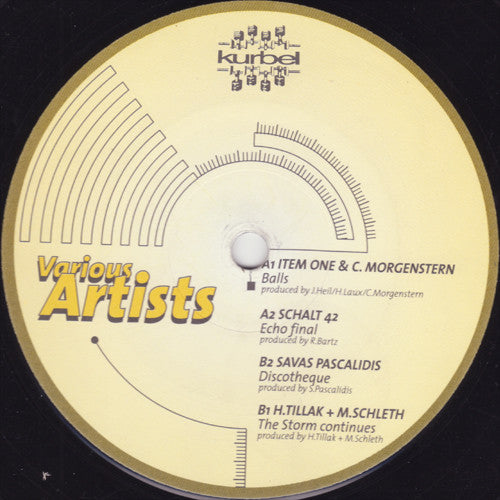 kurbel
Various
Artists
A1 ITEM ONE & C. MORGENSTERN
Balls
produced by J.Heil/H.Laux/C.Morgenstern
A2 SCHALT 42
Echo final
produced by R.Bartz
B2 SAVAS PASCALIDIS
Discotheque
produced by S.Pascalidis
B1 H.TILLAK + M.SCHLETH
The Storm continues
produced by H.Tillak + M.Schleth